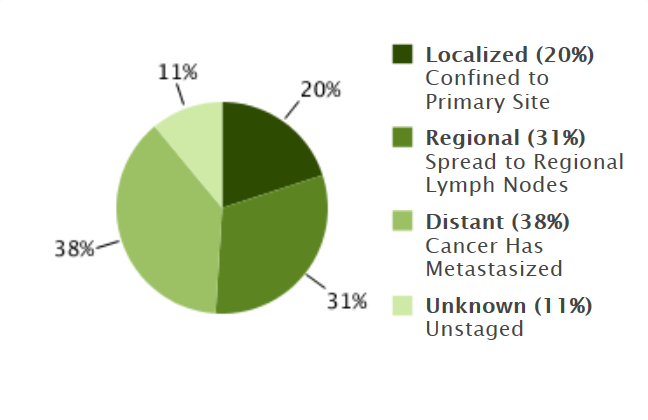 11%
20%
38%
31%
Localized (20%)
Confined to
Primary Site
Regional (31%)
Spread to Regional
Lymph Nodes
Distant (38%)
Cancer Has
Metastasized
Unknown (11%)
Unstaged